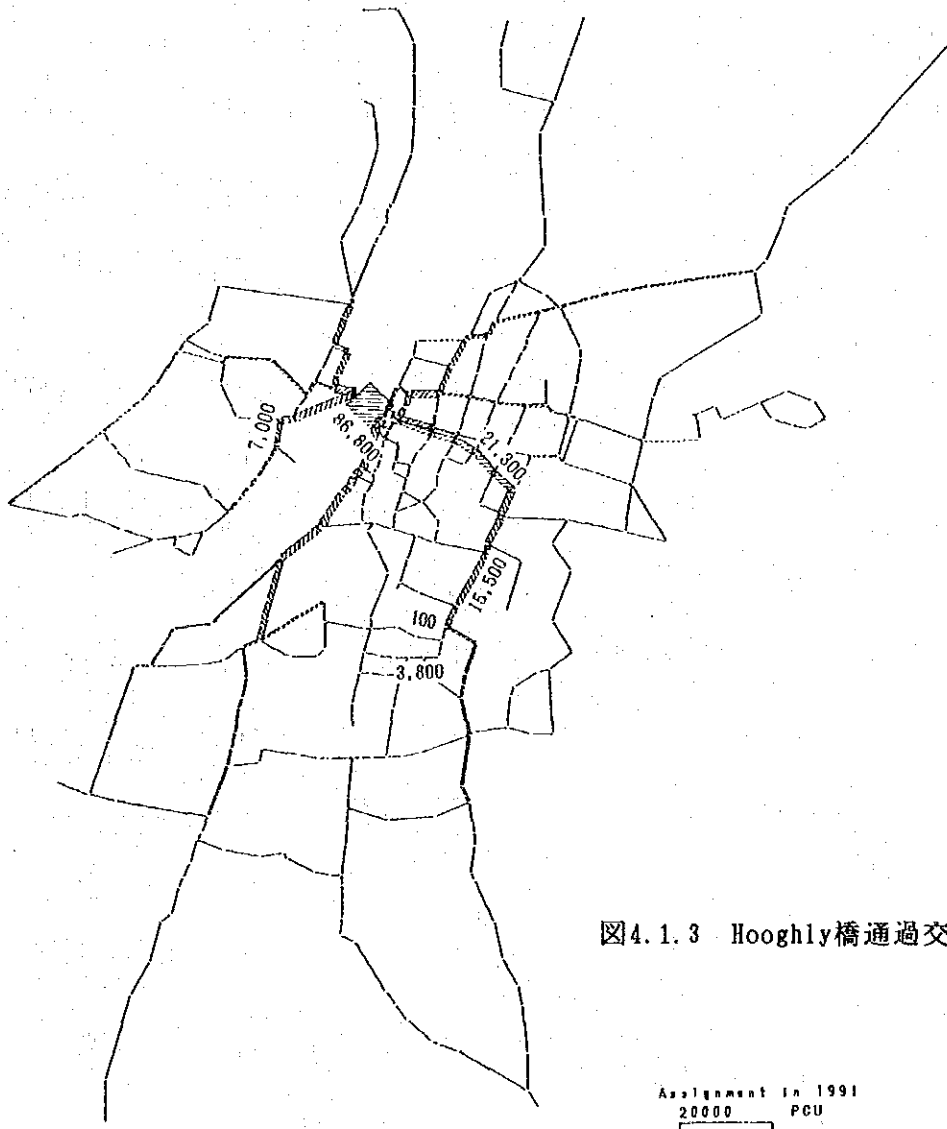 7,000
86,800
21,300
15,500
100
3,800
図4.1.3 Hooghly橋通過交
Assignment in 1991
20000 PCU